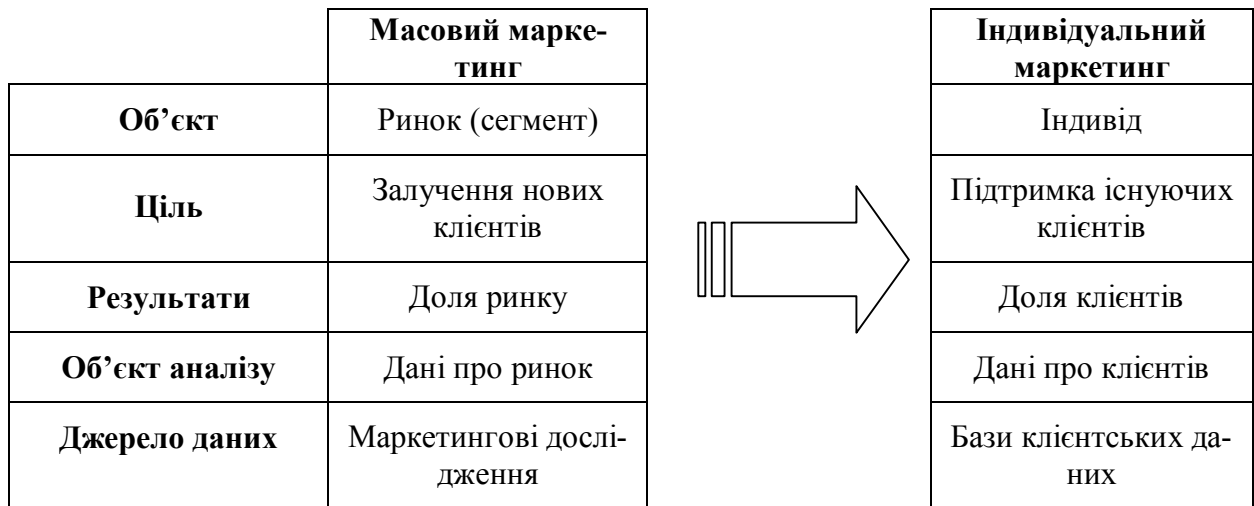 Масовий марке-
тинг
Індивідуальний
маркетинг
Об’єкт
Ринок (сегмент)
Індивід
Ціль
Залучення нових
клієнтів
Підтримка існуючих
клієнтів
Результати
Доля ринку
Доля клієнтів
Об’єкт аналізу
Дані про ринок
Дані про клієнтів
Джерело даних
Маркетингові дослі-
дження
Бази клієнтських да-
них